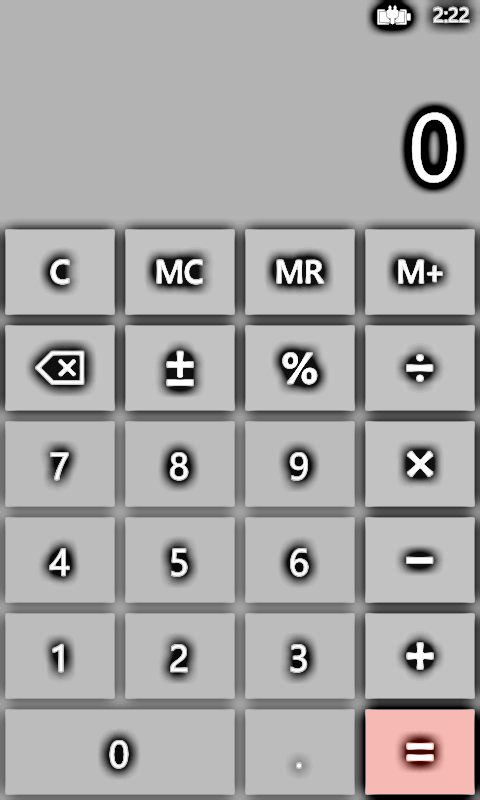 2:22
0
C MC MR M+
± % ÷
7 8 9 ×
4 5 6 −
1 2 3 +
0 . =